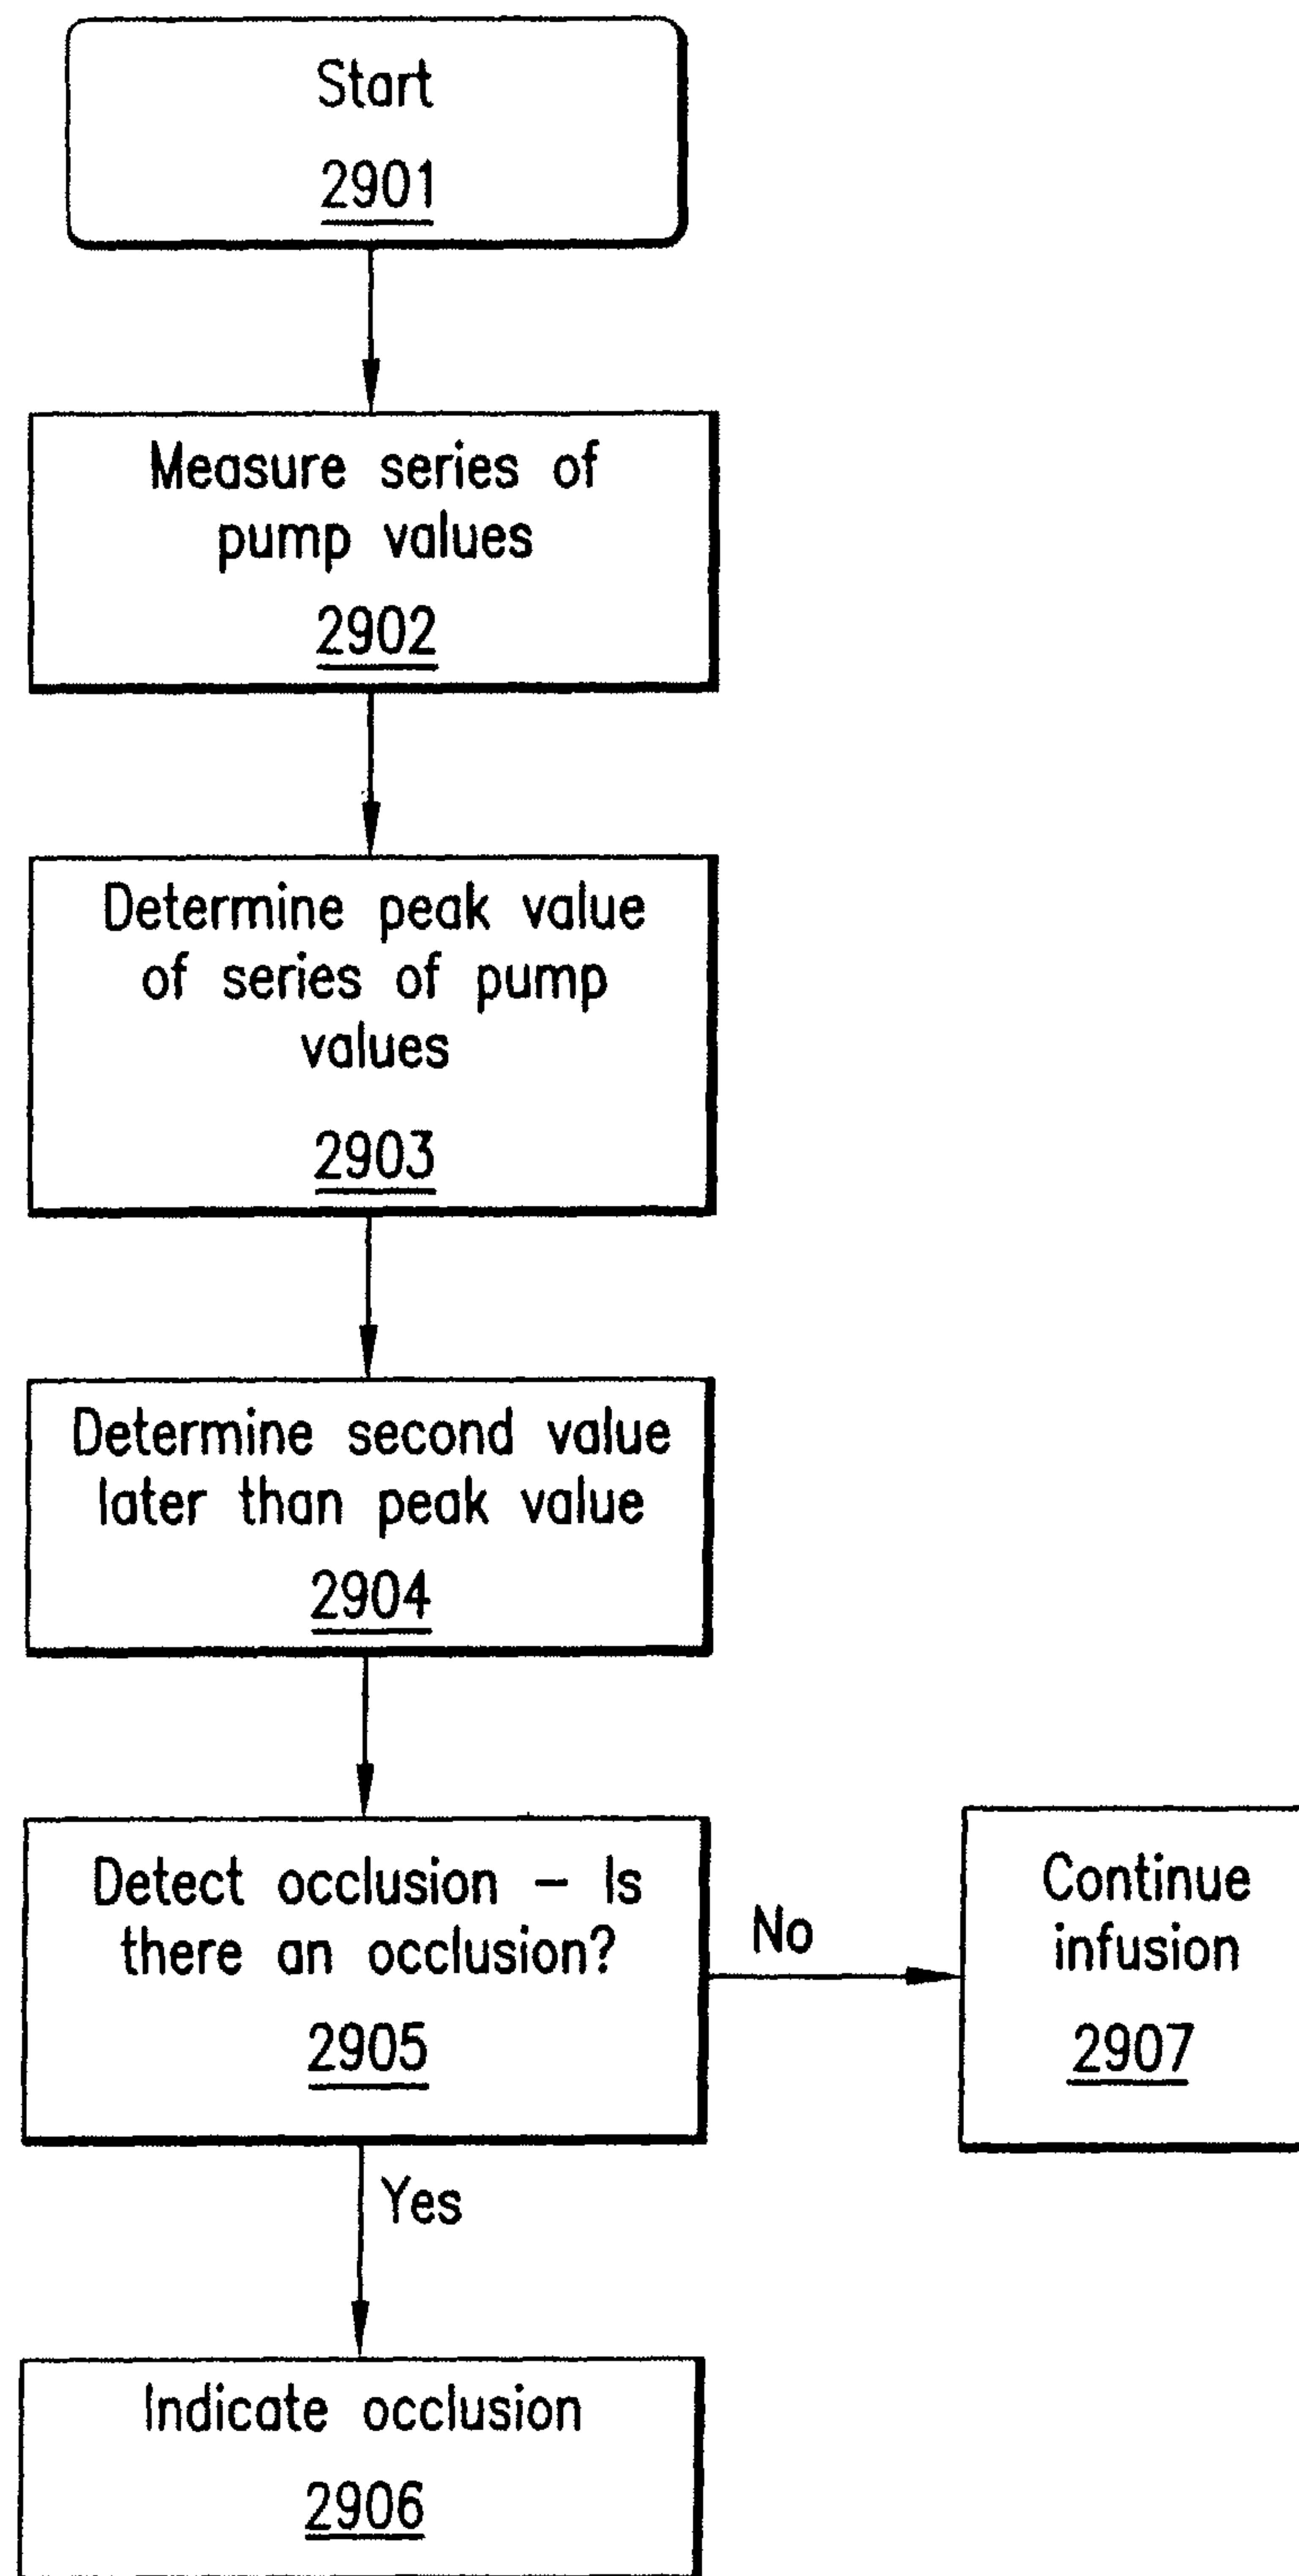 Start
2901
Measure series of
pump values
2902
Determine peak value
of series of pump
values
2903
Determine second value
later than peak value
2904
Detect occlusion – Is
there an occlusion?
2905
No
Continue
infusion
2907
Yes
Indicate occlusion
2906